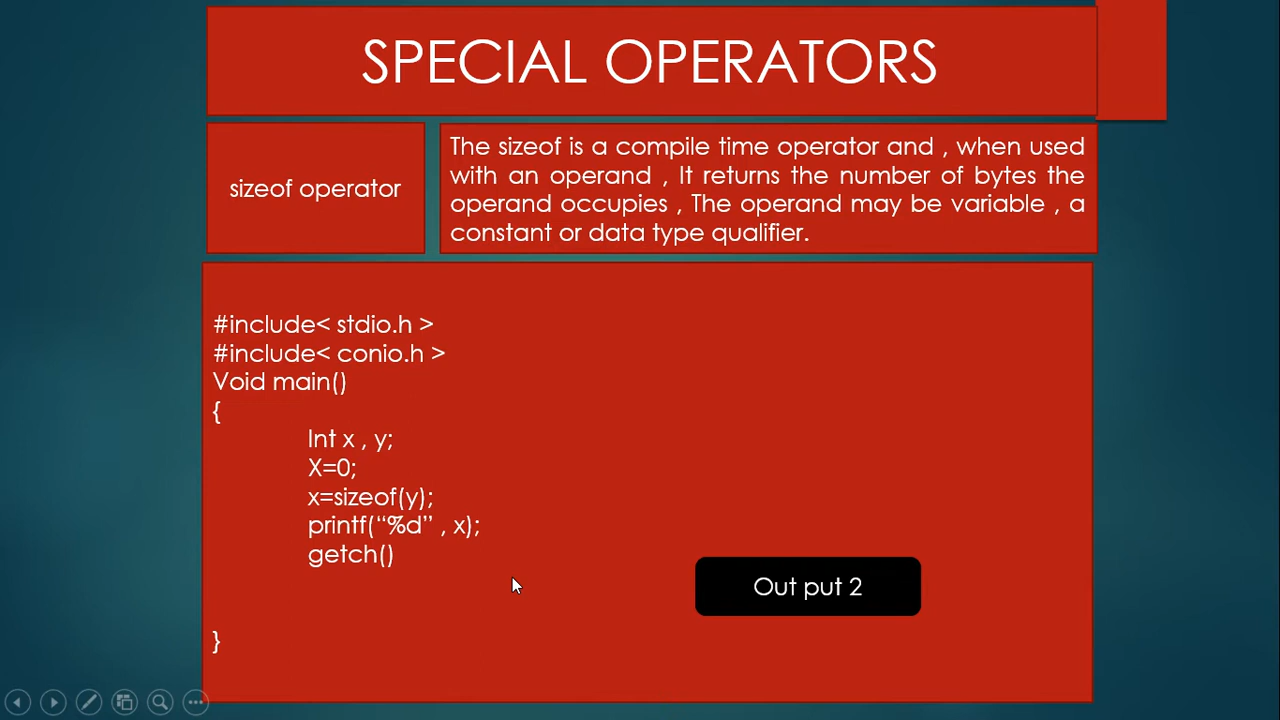 SPECIAL OPERATORS
sizeof operator
The sizeof is a compile time operator and , when used
with an operand , It returns the number of bytes the
operand occupies , The operand may be variable , a
constant or data type qualifier.
#include< stdio.h >
#include< conio.h >
Void main()
{
Int x , y;
X=0;
x=sizeof(y);
printf(“%d” , x);
getch()
Out put 2
}